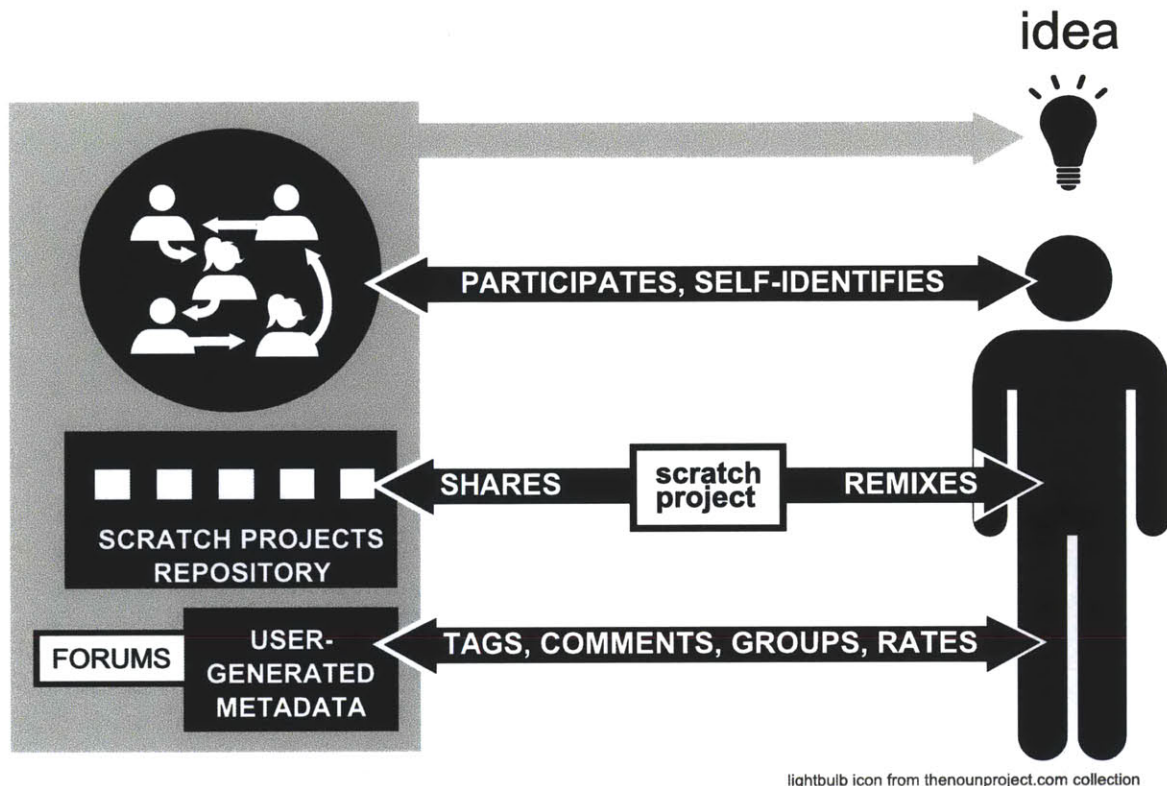 idea
PARTICIPATES, SELF-IDENTIFIES
SHARES
scratch
project
REMIXES
SCRATCH PROJECTS
REPOSITORY
FORUMS
USER-
GENERATED
METADATA
TAGS, COMMENTS, GROUPS, RATES
lightbulb icon from thenounproject.com collection